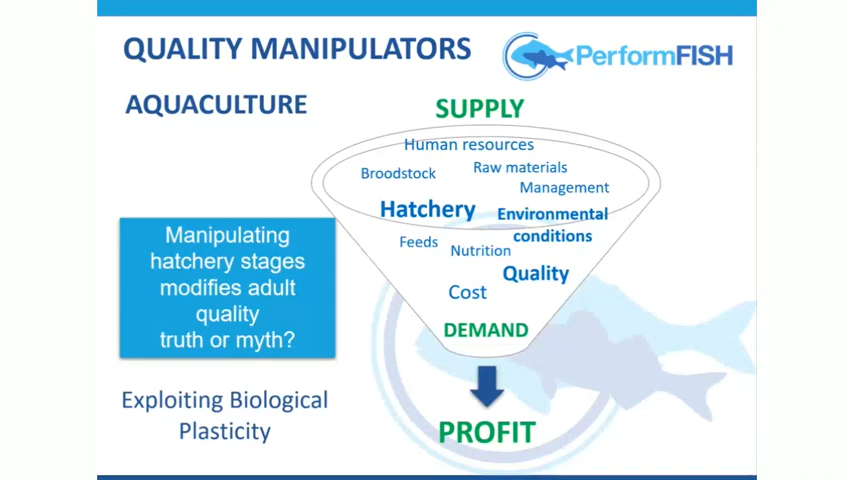 QUALITY MANIPULATORS
PerformFISH
AQUACULTURE
SUPPLY
Human resources
Broodstock
Raw materials
Management
Hatchery
Environmental
conditions
Feeds
Nutrition
Quality
Cost
DEMAND
PROFIT
Manipulating
hatchery stages
modifies adult
quality
truth or myth?
Exploiting Biological
Plasticity